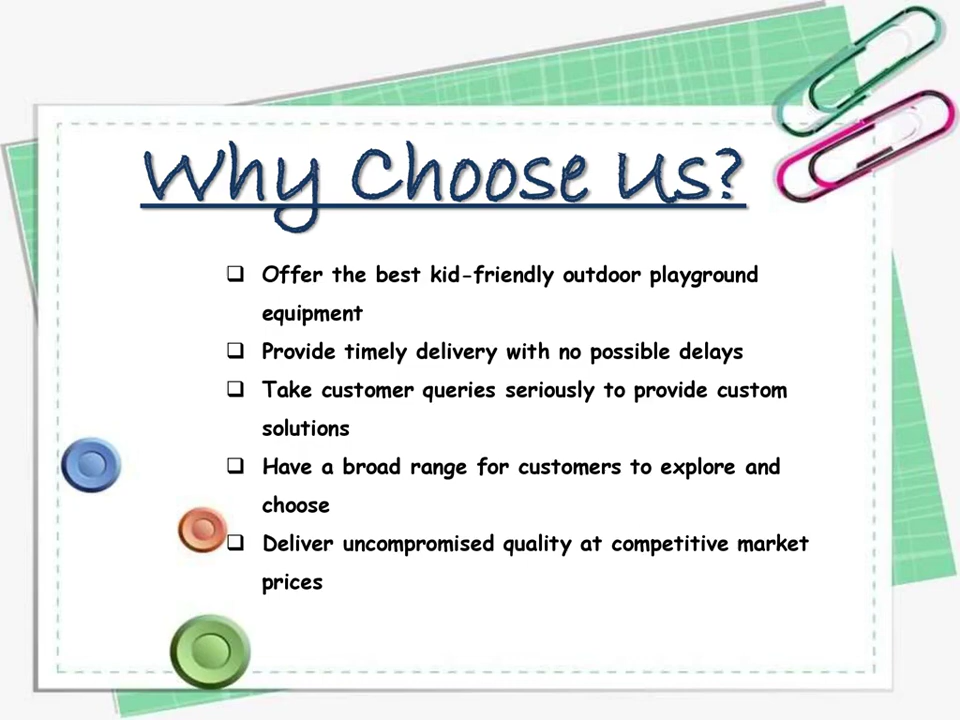 Why Choose Us?
❑ Offer the best kid-friendly outdoor playground
equipment
❑ Provide timely delivery with no possible delays
❑ Take customer queries seriously to provide custom
solutions
❑ Have a broad range for customers to explore and
choose
❑ Deliver uncompromised quality at competitive market
prices